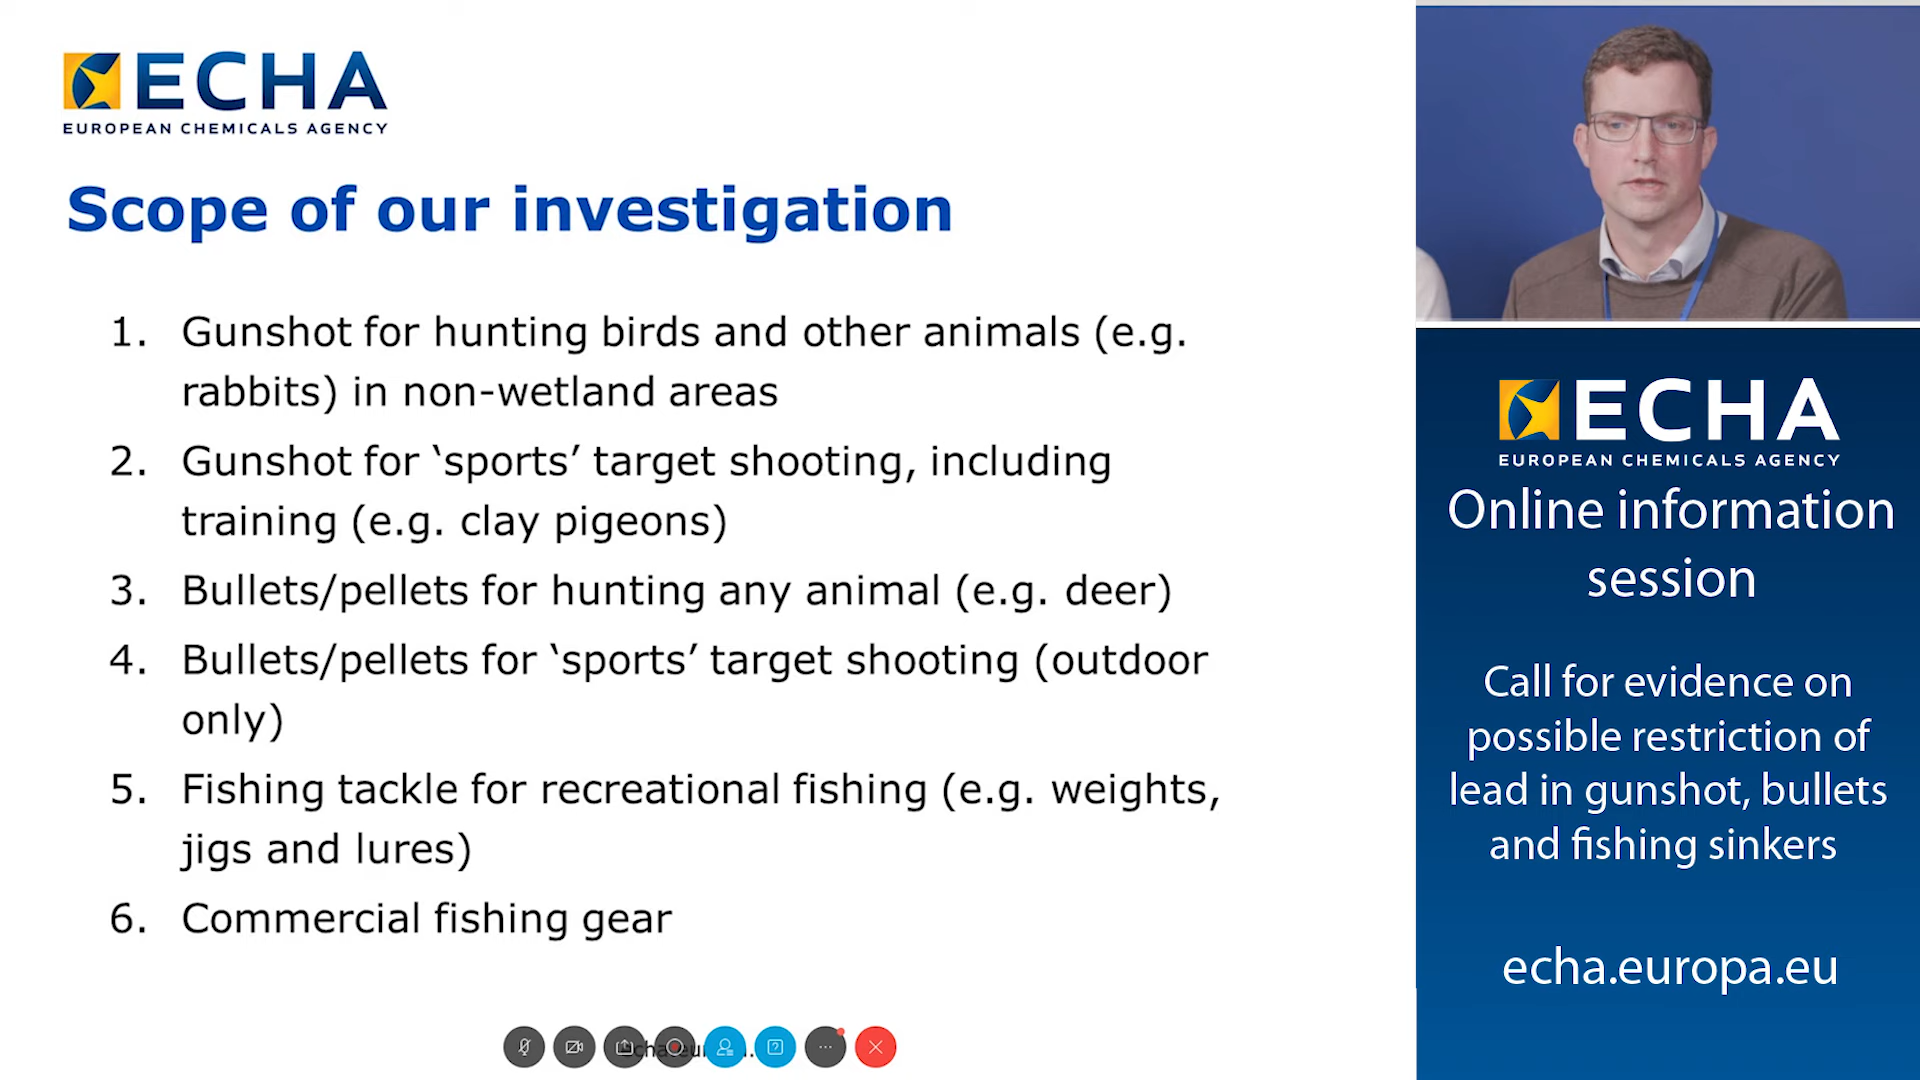 ECHA
EUROPEAN CHEMICALS AGENCY
Scope of our investigation
1. Gunshot for hunting birds and other animals (e.g.
rabbits) in non-wetland areas
2. Gunshot for ‘sports’ target shooting, including
training (e.g. clay pigeons)
3. Bullets/pellets for hunting any animal (e.g. deer)
4. Bullets/pellets for ‘sports’ target shooting (outdoor
only)
5. Fishing tackle for recreational fishing (e.g. weights,
jigs and lures)
6. Commercial fishing gear
ECHA
EUROPEAN CHEMICALS AGENCY
Online information
session
Call for evidence on
possible restriction of
lead in gunshot, bullets
and fishing sinkers
echa.europa.eu